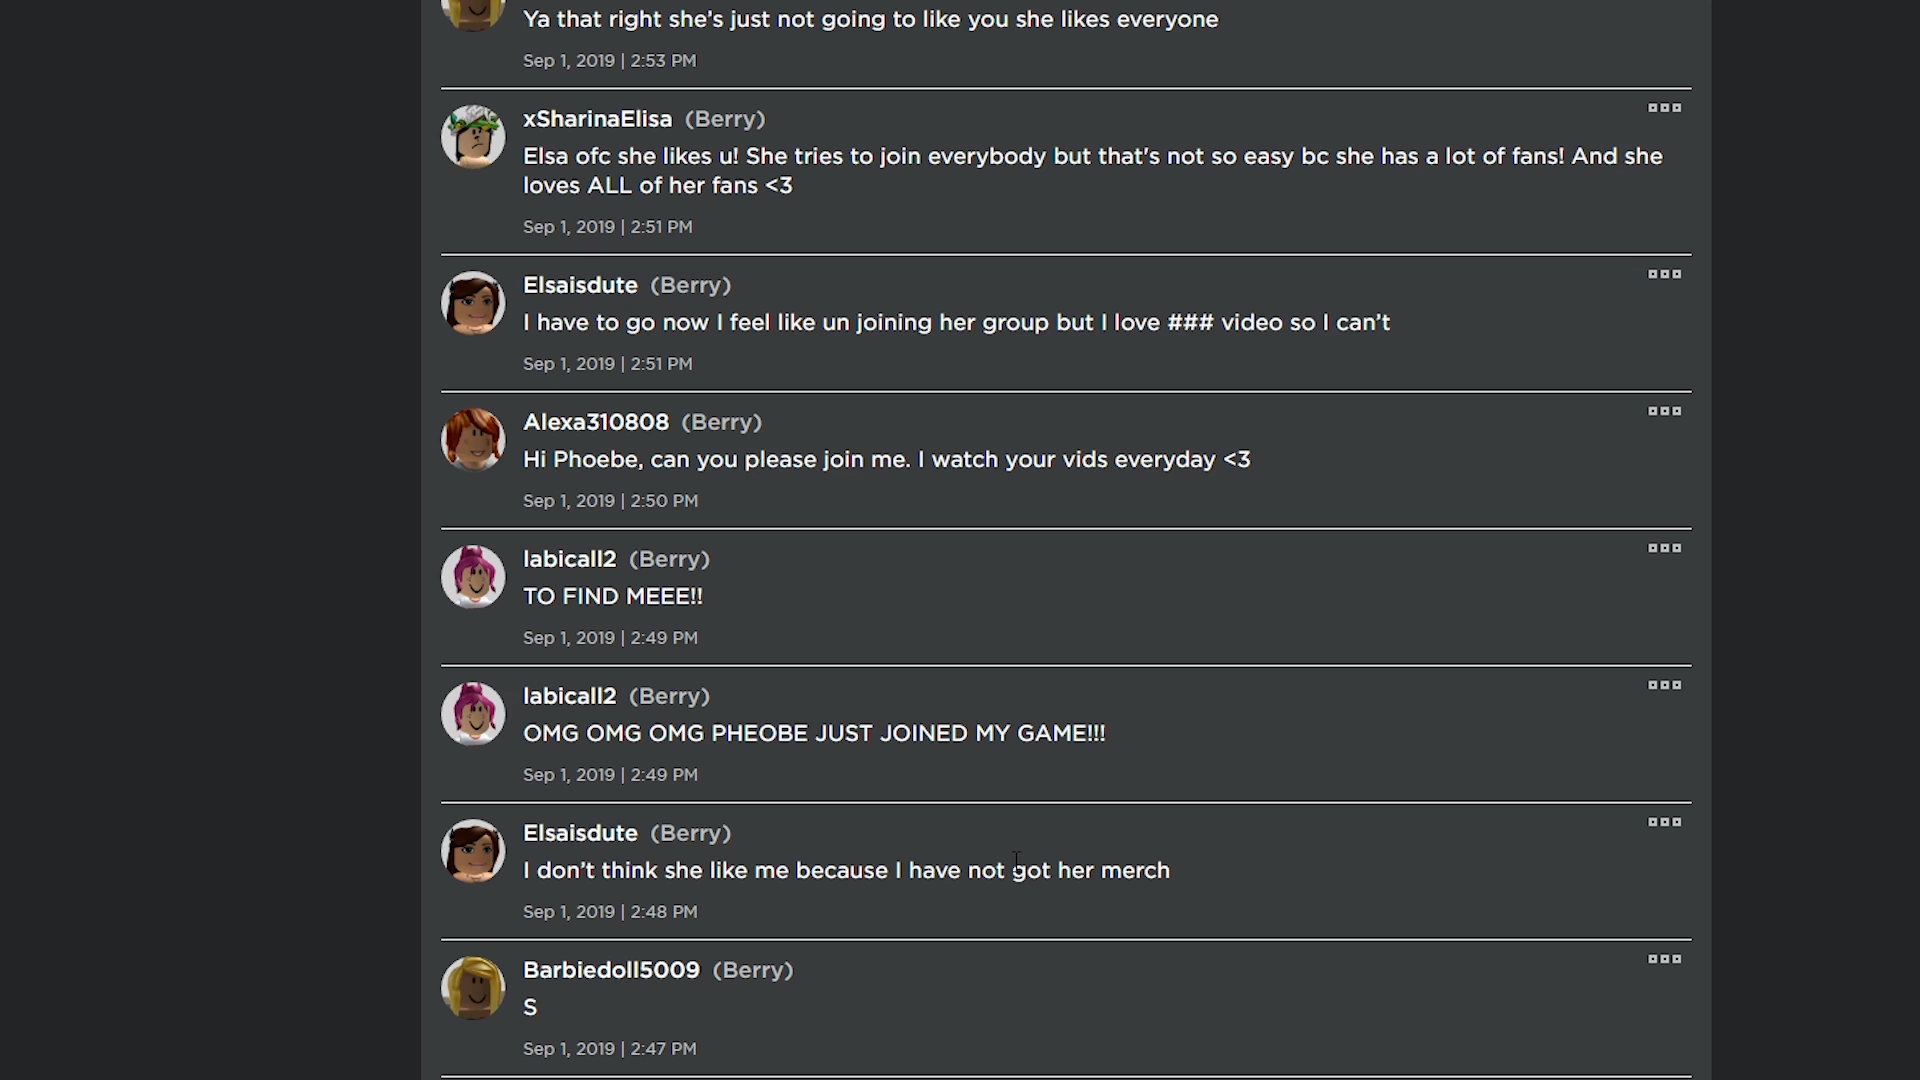 Ya that right she’s just not going to like you she likes everyone
Sep 1, 2019 | 2:53 PM
xSharinaElisa (Berry)
Elsa ofc she likes u! She tries to join everybody but that's not so easy bc she has a lot of fans! And she
loves ALL of her fans <3
Sep 1, 2019 | 2:51 PM
Elsaisdute (Berry)
I have to go now I feel like un joining her group but I love ### video so I can’t
Sep 1, 2019 | 2:51 PM
Alexa310808 (Berry)
Hi Phoebe, can you please join me. I watch your vids everyday <3
Sep 1, 2019 | 2:50 PM
labicall2 (Berry)
TO FIND MEEE!!
Sep 1, 2019 | 2:49 PM
labicall2 (Berry)
OMG OMG OMG PHEOBE JUST JOINED MY GAME!!!
Sep 1, 2019 | 2:49 PM
Elsaisdute (Berry)
I don’t think she like me because I have not got her merch
Sep 1, 2019 | 2:48 PM
Barbiedoll5009 (Berry)
S
Sep 1, 2019 | 2:47 PM